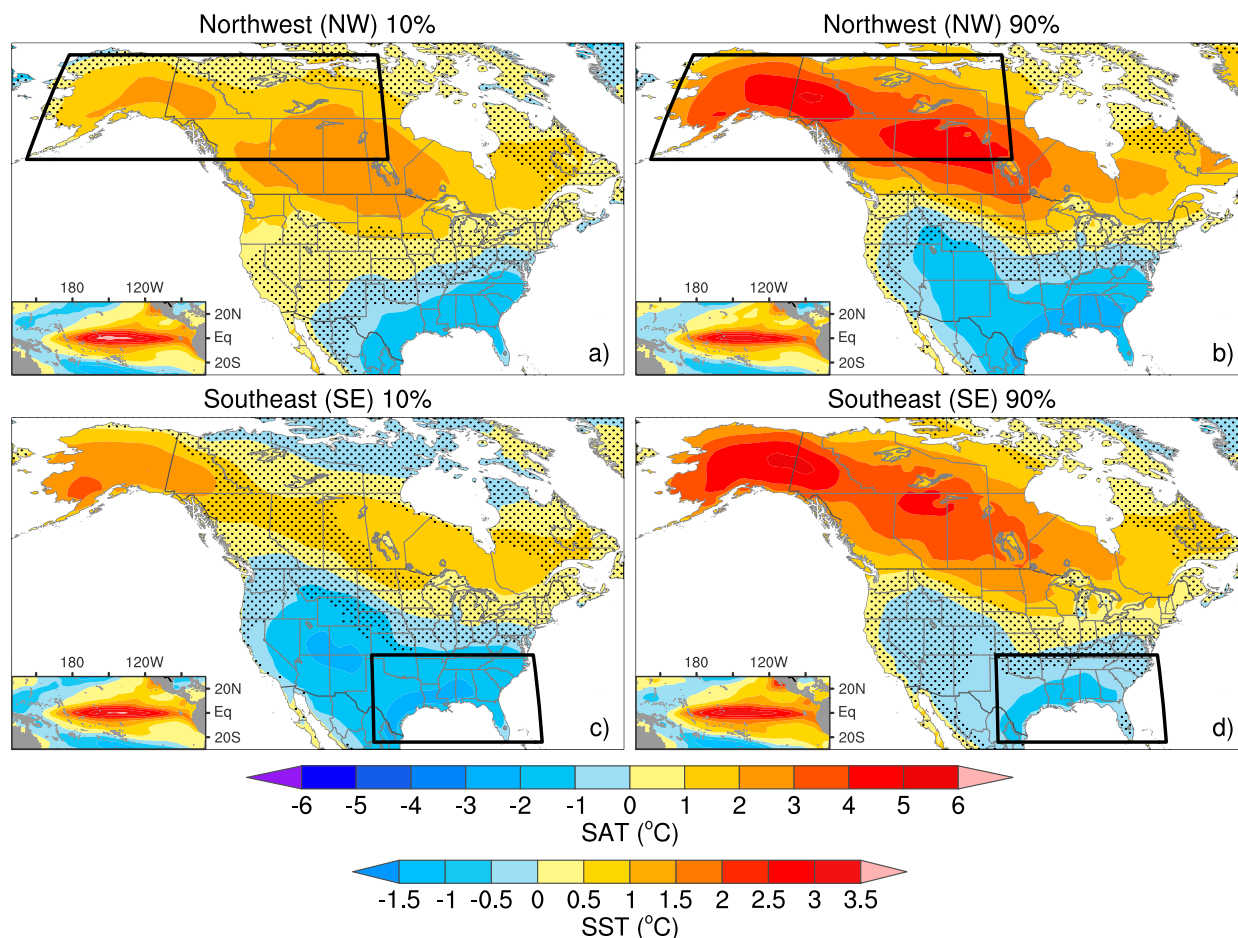 Northwest (NW) 10%
Northwest (NW) 90%
180 120W
20N
Eq
20S
a)
180 120W
20N
Eq
20S
b)
Southeast (SE) 10%
Southeast (SE) 90%
180 120W
20N
Eq
20S
c)
180 120W
20N
Eq
20S
d)
-6 -5 -4 -3 -2 -1 0 1 2 3 4 5 6
SAT (°C)
-1.5 -1 -0.5 0 0.5 1 1.5 2 2.5 3 3.5
SST (°C)